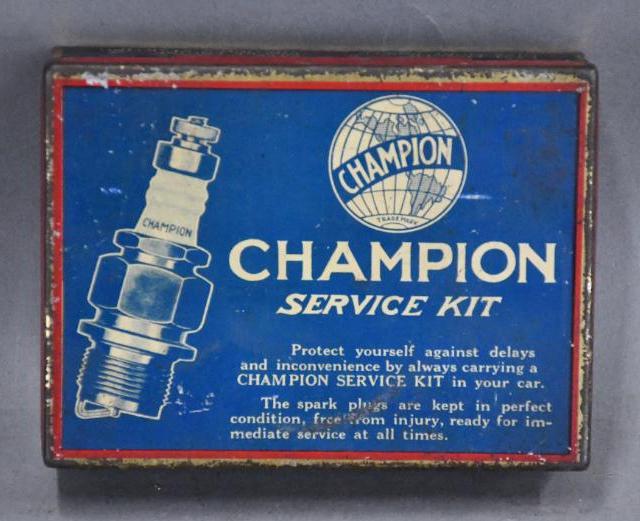 CHAMPION
TRADE MARK
CHAMPION
CHAMPION
SERVICE KIT
Protect yourself against delays
and inconvenience by always carrying a
CHAMPION SERVICE KIT in your car.
The spark plugs are kept in perfect
condition, free from injury, ready for im-
mediate service at all times.